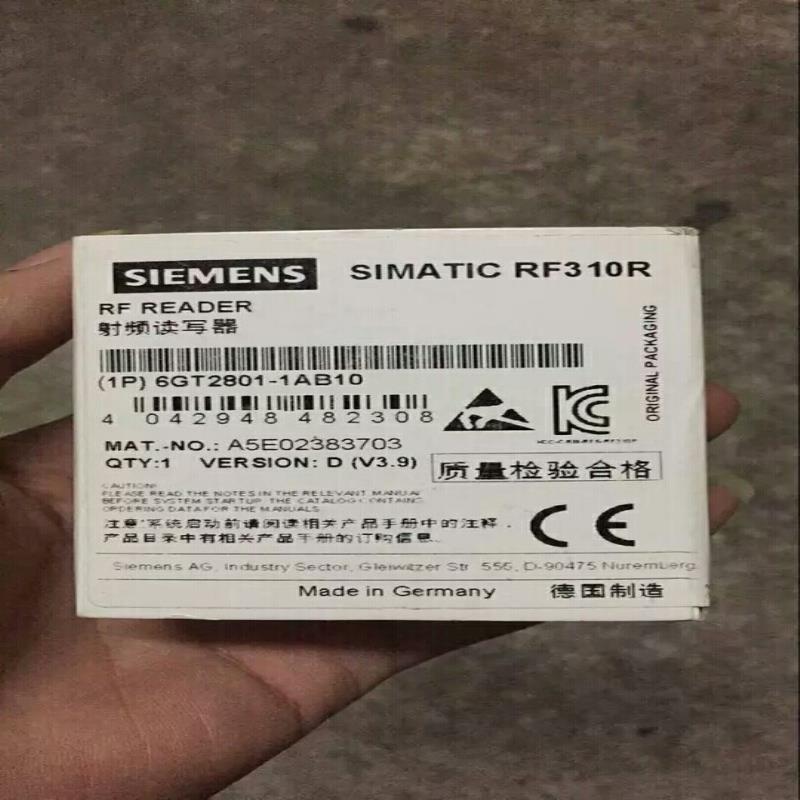 SIEMENS SIMATIC RF310R
RF READER
射频读写器
ORIGINAL PACKAGING
(1P) 6GT2801-1AB10
4 042948 482308
MAT.-NO.: A5E02383703
QTY:1 VERSION: D (V3.9)
质量检验合格
CAUTION!
PLEASE READ THE NOTES IN THE RELEVANT MANUAL
BEFORE SYSTEM STARTUP. THE CATALOG CONTAINS
ORDERING DATA FOR THE MANUALS.
注意:系统启动前请阅读相关产品手册中的注释.
产品目录中有相关产品手册的订购信息.
CE
Siemens AG, Industry Sector, Gleiwitzer Str. 555, D-90475 Nuremberg
Made in Germany 德国制造